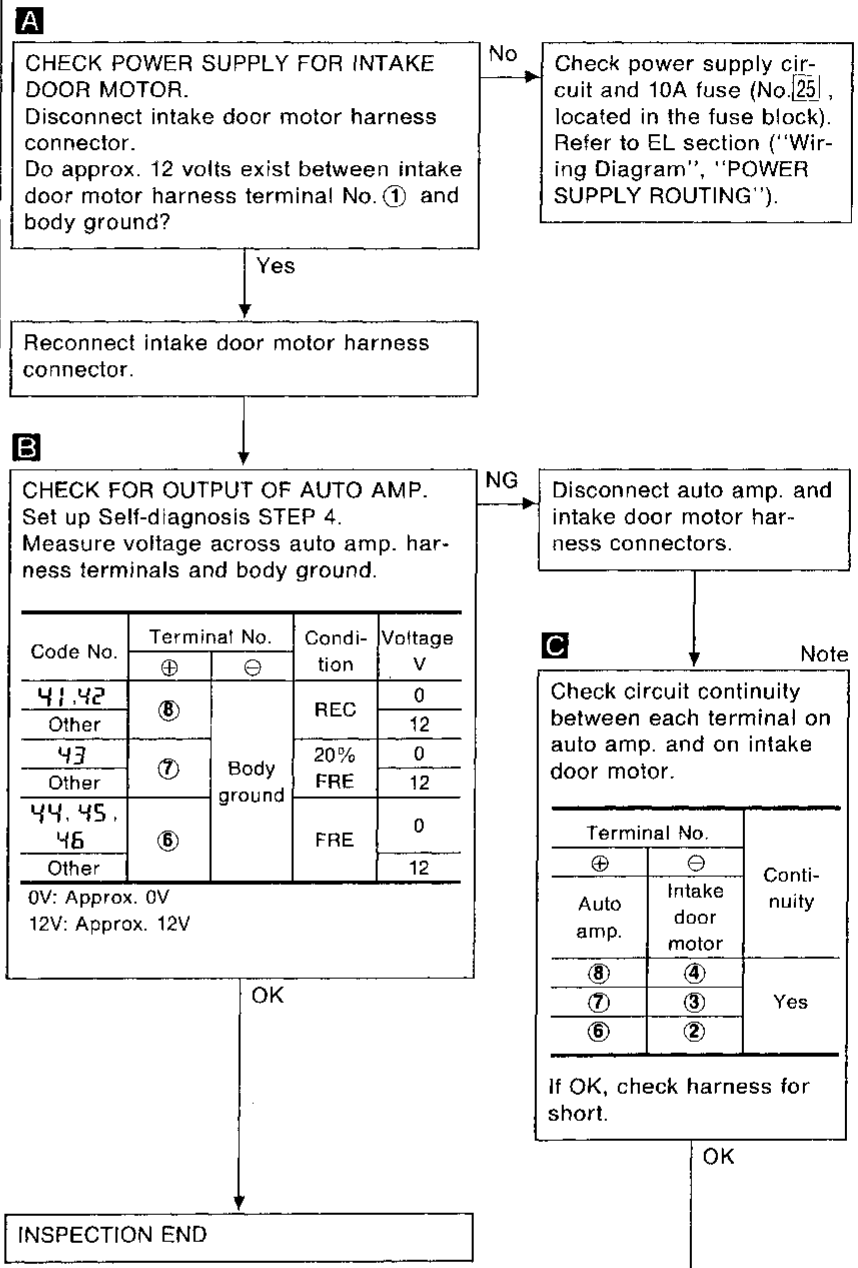 A
CHECK POWER SUPPLY FOR INTAKE
DOOR MOTOR.
Disconnect intake door motor harness
connector.
Do approx. 12 volts exist between intake
door motor harness terminal No. ① and
body ground?
No
Check power supply cir-
cuit and 10A fuse (No. 25 ,
located in the fuse block).
Refer to EL section ("Wir-
ing Diagram", "POWER
SUPPLY ROUTING").
Yes
Reconnect intake door motor harness
connector.
B
CHECK FOR OUTPUT OF AUTO AMP.
Set up Self-diagnosis STEP 4.
Measure voltage across auto amp. har-
ness terminals and body ground.
Code No. Terminal No. Condi- Voltage
⊕ ⊖ tion V
41,42 ⑧ REC 0
Other 12
43 ⑦ Body 20% 0
Other ground FRE 12
44, 45,
46 ⑥ FRE 0
Other 12
0V: Approx. 0V
12V: Approx. 12V
NG
Disconnect auto amp. and
intake door motor har-
ness connectors.
C
Note
Check circuit continuity
between each terminal on
auto amp. and on intake
door motor.
Terminal No. Conti-
⊕ ⊖ nuity
Auto Intake
amp. door
motor
⑧ ④
⑦ ③ Yes
⑥ ②
If OK, check harness for
short.
OK
OK
INSPECTION END